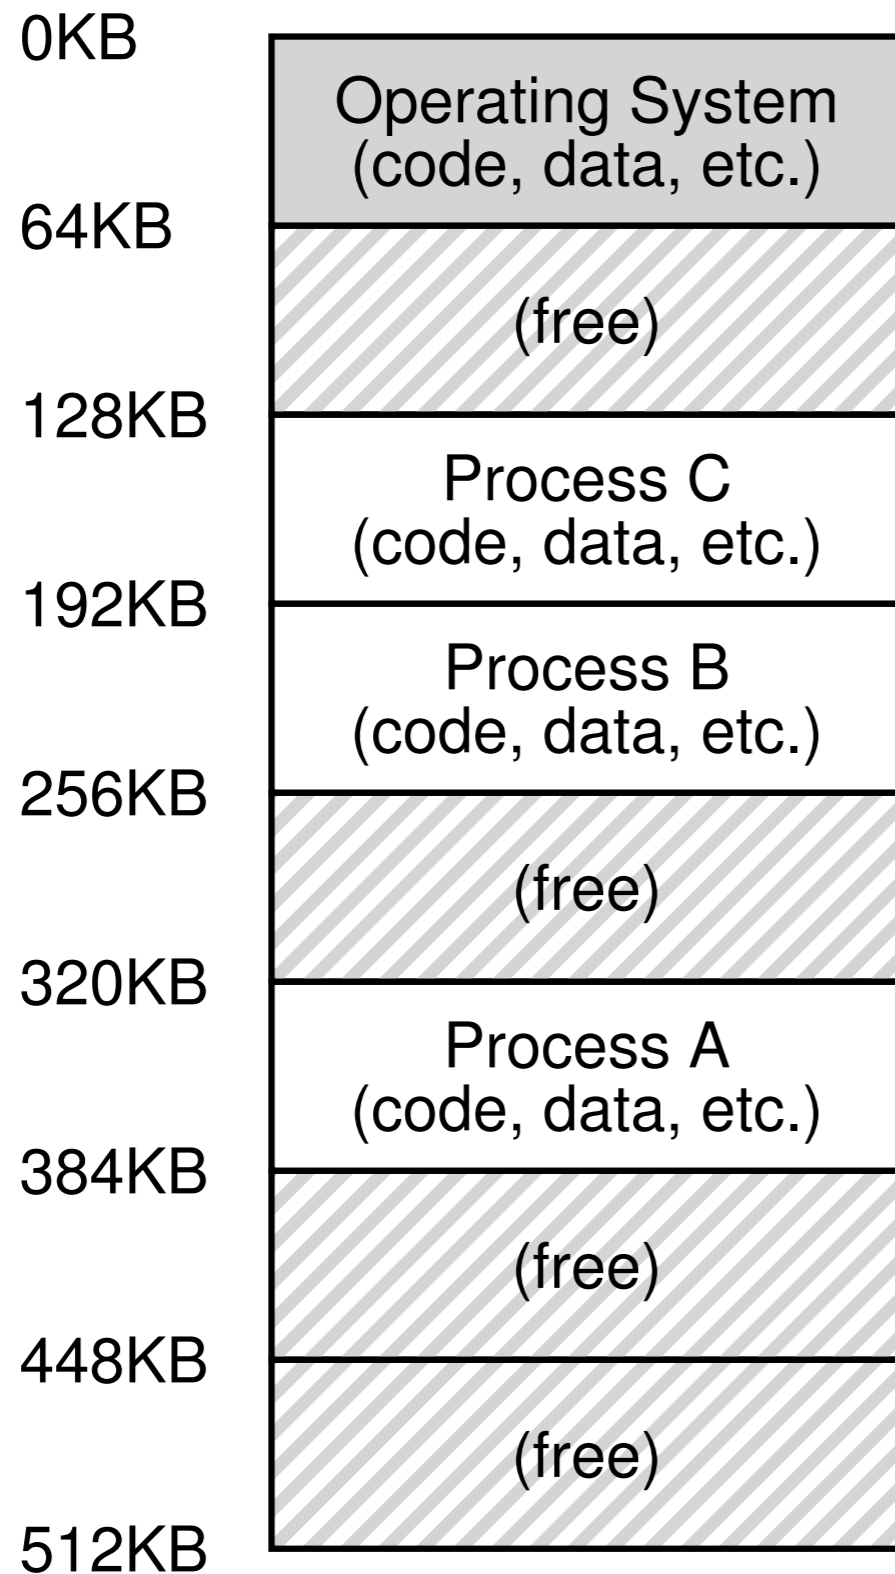 0KB
Operating System
(code, data, etc.)
64KB
(free)
128KB
Process C
(code, data, etc.)
192KB
Process B
(code, data, etc.)
256KB
(free)
320KB
Process A
(code, data, etc.)
384KB
(free)
448KB
(free)
512KB